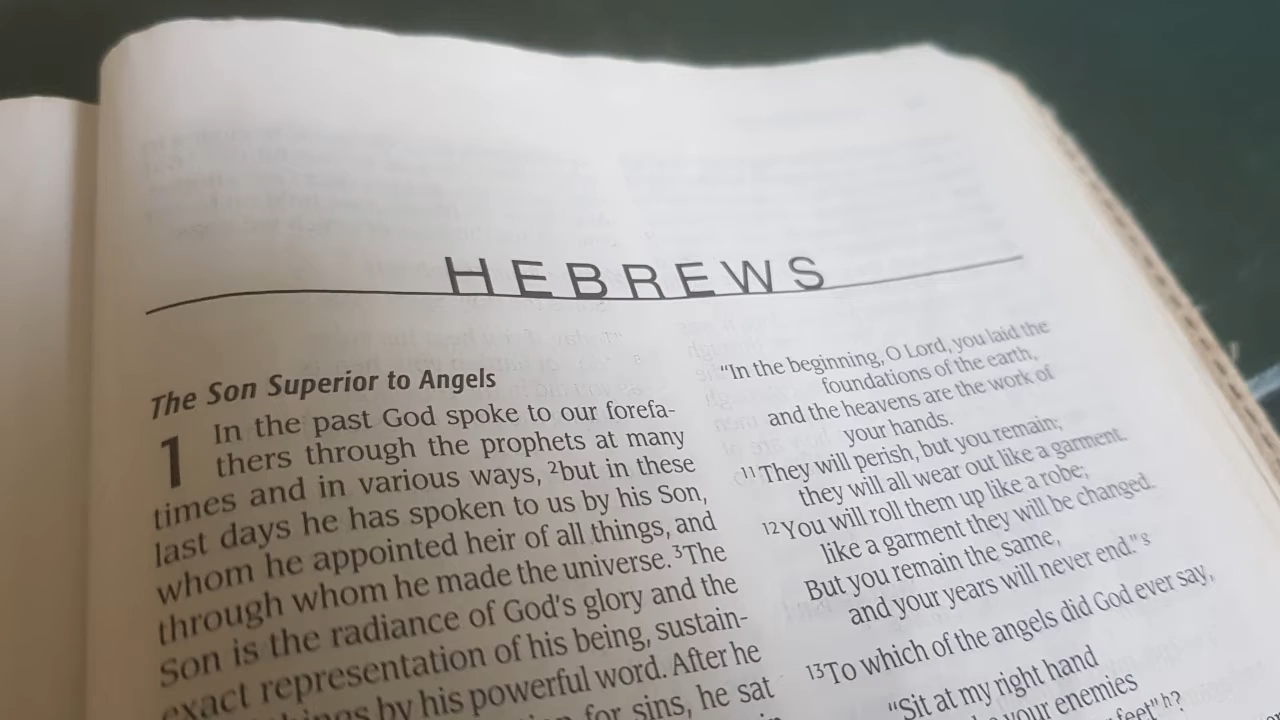 HEBREWS
The Son Superior to Angels
1 In the past God spoke to our forefa-
thers through the prophets at many
times and in various ways, ²but in these
last days he has spoken to us by his Son,
whom he appointed heir of all things, and
through whom he made the universe. ³The
Son is the radiance of God's glory and the
exact representation of his being, sustain-
by his powerful word. After he
for sins, he sat
"In the beginning, O Lord, you laid the
foundations of the earth,
and the heavens are the work of
your hands.
¹¹They will perish, but you remain;
they will all wear out like a garment.
¹²You will roll them up like a robe;
like a garment they will be changed.
But you remain the same,
and your years will never end."g
¹³To which of the angels did God ever say,
"Sit at my right hand
your enemies
feet"h?